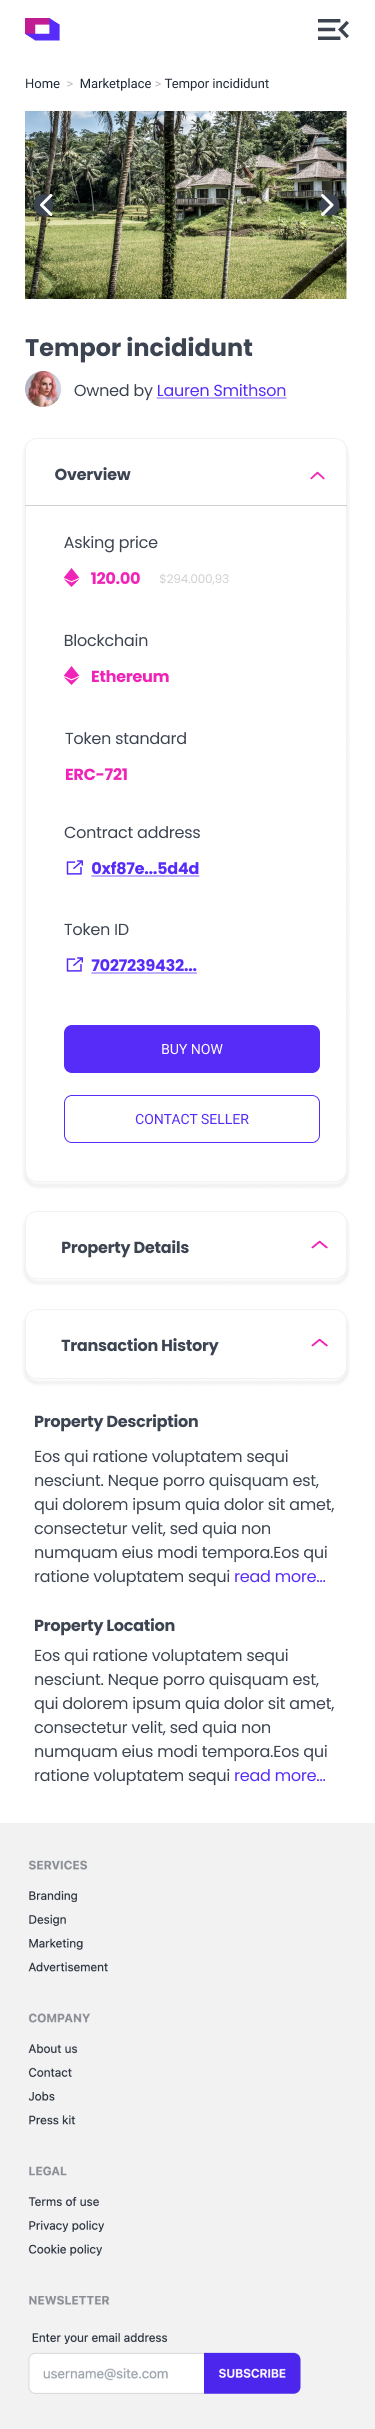 Home > Marketplace > Tempor incididunt
Tempor incididunt
Owned by Lauren Smithson
Overview
Asking price
120.00 $294.000,93
Blockchain
Ethereum
Token standard
ERC-721
Contract address
0xf87e...5d4d
Token ID
7027239432...
BUY NOW
CONTACT SELLER
Property Details
Transaction History
Property Description
Eos qui ratione voluptatem sequi
nesciunt. Neque porro quisquam est,
qui dolorem ipsum quia dolor sit amet,
consectetur velit, sed quia non
numquam eius modi tempora.Eos qui
ratione voluptatem sequi read more...
Property Location
Eos qui ratione voluptatem sequi
nesciunt. Neque porro quisquam est,
qui dolorem ipsum quia dolor sit amet,
consectetur velit, sed quia non
numquam eius modi tempora.Eos qui
ratione voluptatem sequi read more...
SERVICES
Branding
Design
Marketing
Advertisement
COMPANY
About us
Contact
Jobs
Press kit
LEGAL
Terms of use
Privacy policy
Cookie policy
NEWSLETTER
Enter your email address
username@site.com SUBSCRIBE